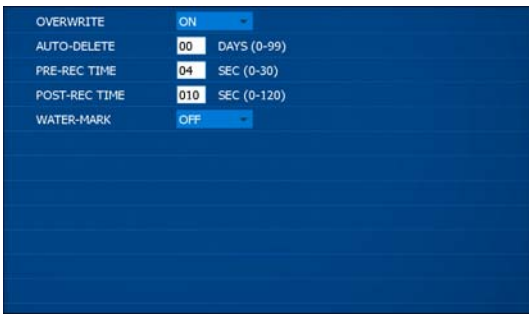 OVERWRITE ON
AUTO-DELETE 00 DAYS (0-99)
PRE-REC TIME 04 SEC (0-30)
POST-REC TIME 010 SEC (0-120)
WATER-MARK OFF